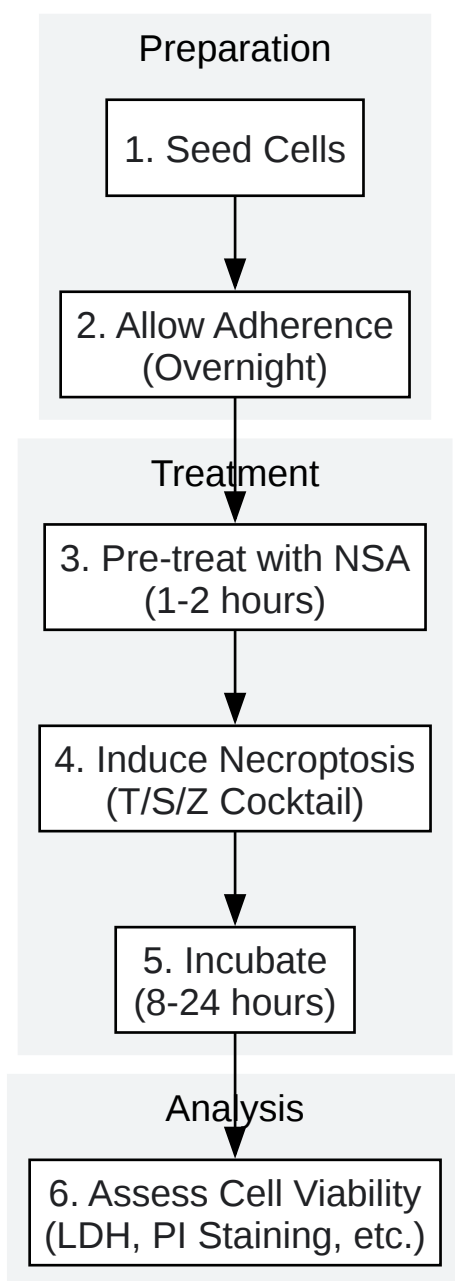 Preparation
1. Seed Cells
2. Allow Adherence
(Overnight)
Treatment
3. Pre-treat with NSA
(1-2 hours)
4. Induce Necroptosis
(T/S/Z Cocktail)
5. Incubate
(8-24 hours)
Analysis
6. Assess Cell Viability
(LDH, PI Staining, etc.)